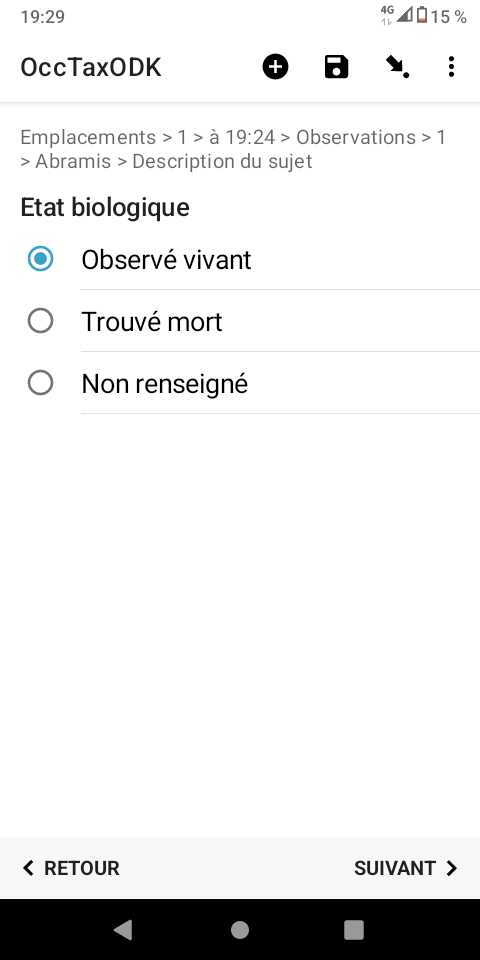 19:29
4G 15 %
OccTaxODK
Emplacements > 1 > à 19:24 > Observations > 1
> Abramis > Description du sujet
Etat biologique
Observé vivant
Trouvé mort
Non renseigné
RETOUR SUIVANT